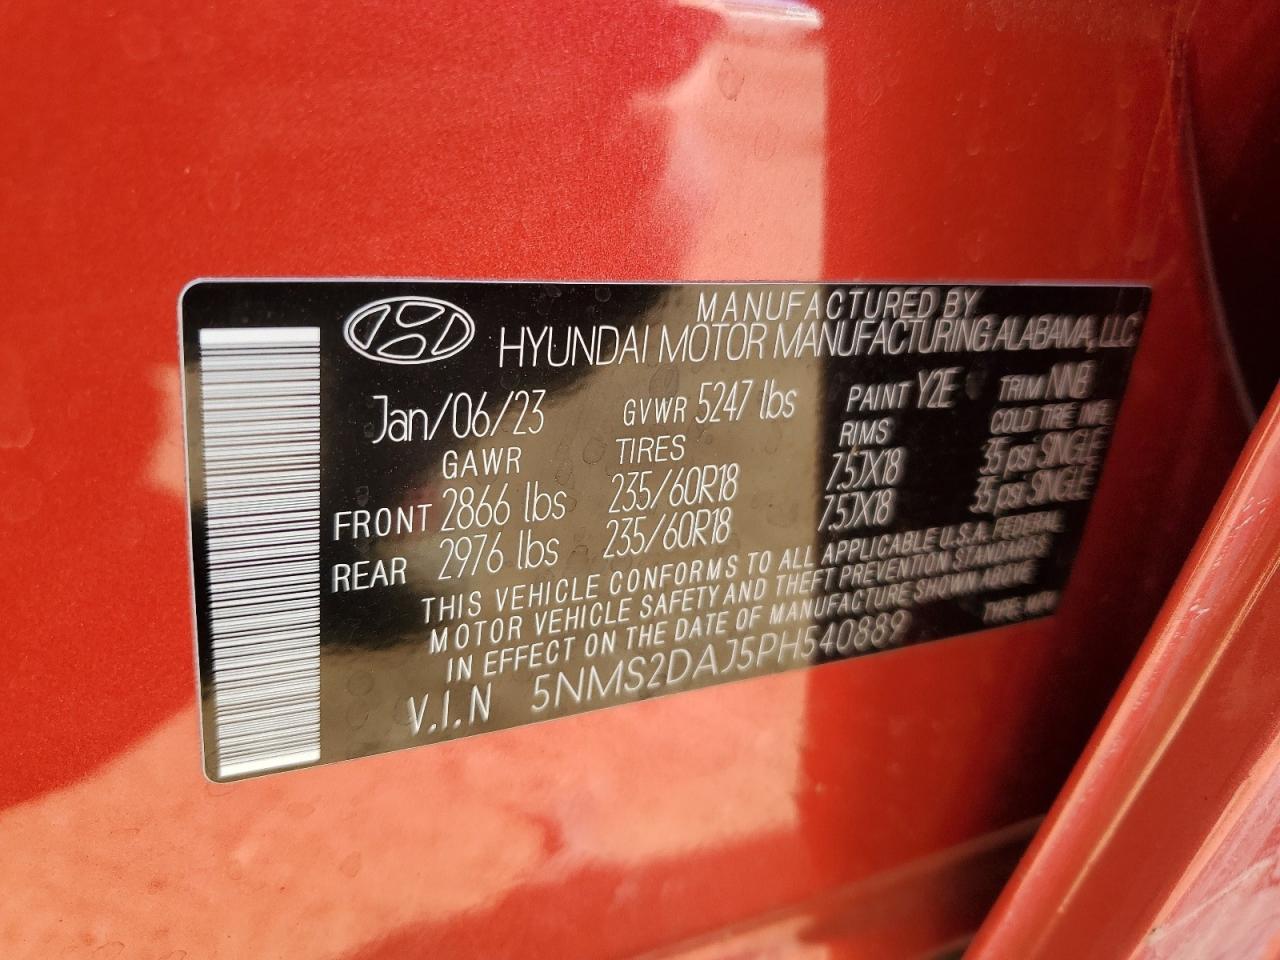 MANUFACTURED BY
HYUNDAI MOTOR MANUFACTURING ALABAMA, LLC
Jan/06/23 GVWR 5247 lbs PAINT Y2E TRIM NNB
GAWR TIRES RIMS COLD TIRE INFL
FRONT 2866 lbs 235/60R18 7.5JX18 35 psi SINGLE
REAR 2976 lbs 235/60R18 7.5JX18 35 psi SINGLE
THIS VEHICLE CONFORMS TO ALL APPLICABLE U.S.A. FEDERAL
MOTOR VEHICLE SAFETY AND THEFT PREVENTION STANDARDS
IN EFFECT ON THE DATE OF MANUFACTURE SHOWN ABOVE
V.I.N 5NMS2DAJ5PH540889 TYPE: MPV